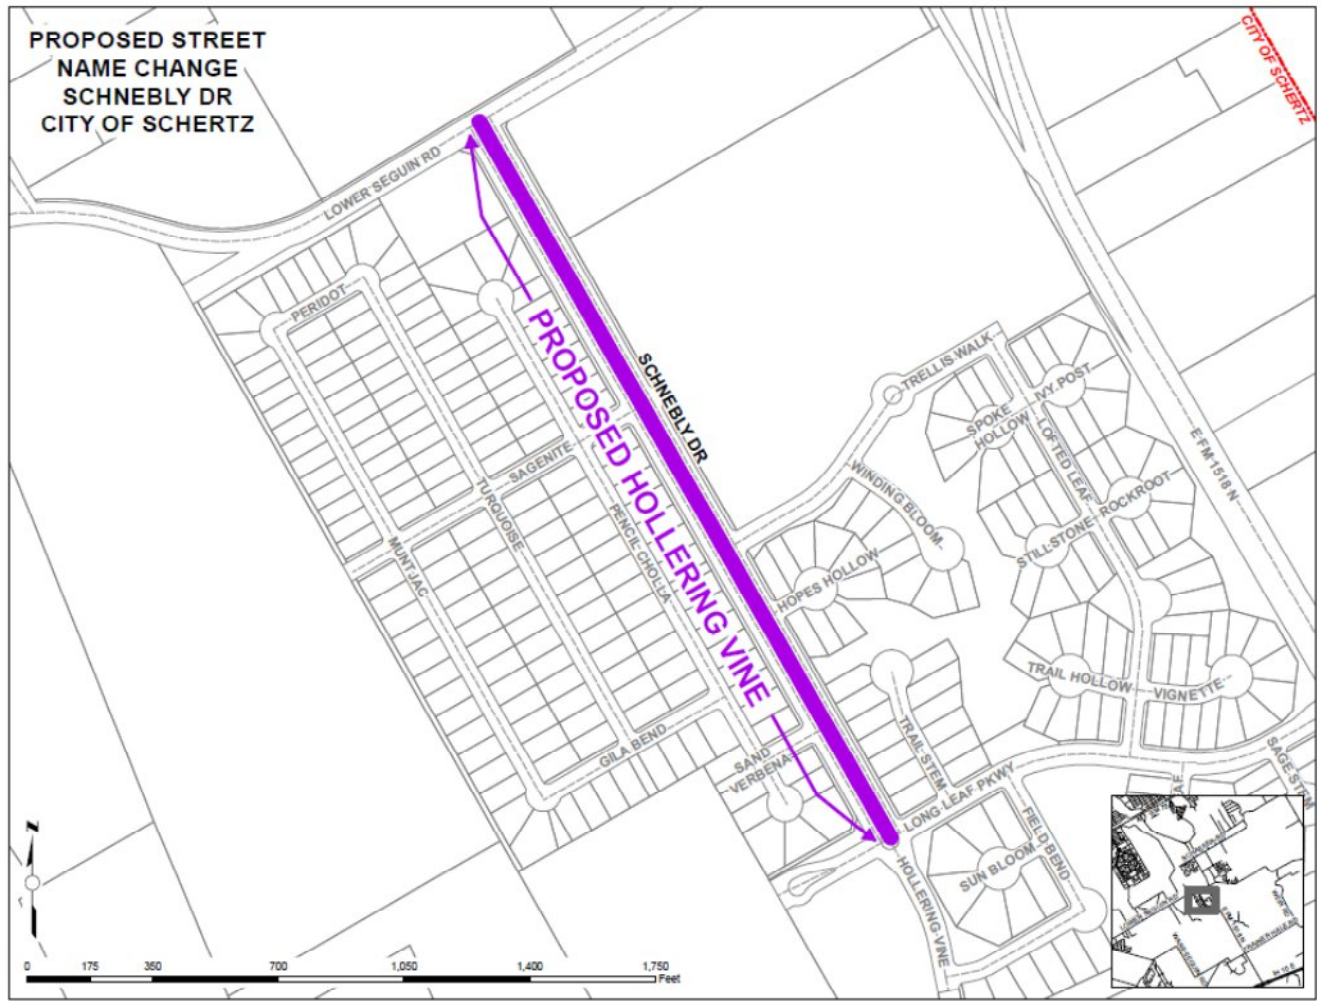 PROPOSED STREET
NAME CHANGE
SCHNEBLY DR
CITY OF SCHERTZ
CITY OF SCHERTZ
LOWER SEGUIN RD
PERIDOT
PROPOSED HOLLERING VINE
SCHNEBLY DR
TRELLIS WALK
SPOKE
HOLLOW
IVY POST
LOFTED LEAF
E FM 1518 N
WINDING BLOOM
ROCKROOT
STILLSTONE
SAGENITE
TURQUOISE
PENCIL CHOLLA
MUNTJAC
HOPES HOLLOW
TRAIL HOLLOW
VIGNETTE
GILA BEND
SAND
VERBENA
TRAIL STEM
LONG LEAF PKWY
SAGE STEM
FIELD BEND
SUN BLOOM
HOLLERING VINE
Z
0 175 350 700 1,050 1,400 1,750
Feet